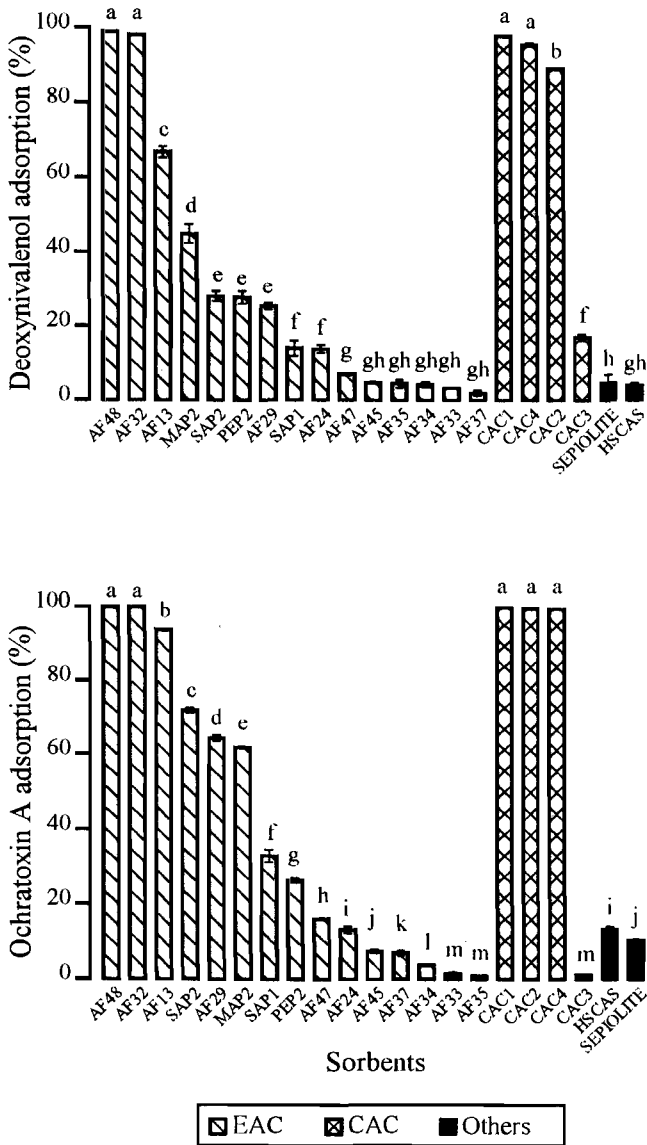 Deoxynivalenol adsorption (%)
100
80
60
40
20
0
a a c d e e e f f g gh gh gh gh gh a a b f h gh
AF48 AF32 AF13 MAP2 SAP2 PEP2 AF29 SAP1 AF24 AF47 AF45 AF35 AF34 AF33 AF37 CAC1 CAC4 CAC2 CAC3 SEPIOLITE HSCAS
Ochratoxin A adsorption (%)
100
80
60
40
20
0
a a b c d e f g h i j k l m m a a a m i j
AF48 AF32 AF13 SAP2 AF29 MAP2 SAP1 PEP2 AF47 AF24 AF45 AF37 AF34 AF33 AF35 CAC1 CAC2 CAC4 CAC3 HSCAS SEPIOLITE
Sorbents
EAC CAC Others